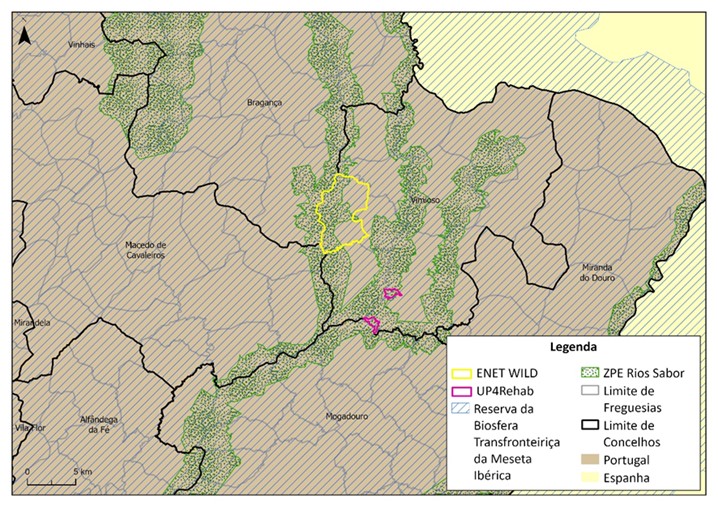 Vinhais
Bragança
Vimioso
Macedo de
Cavaleiros
Miranda
do Douro
Mirandela
Alfândega
da Fé
Vila Flor
Mogadouro
0
5 km
Legenda
ENET WILD
UP4Rehab
Reserva da
Biosfera
Transfronteiriça
da Meseta
Ibérica
ZPE Rios Sabor
Limite de
Freguesias
Limite de
Concelhos
Portugal
Espanha